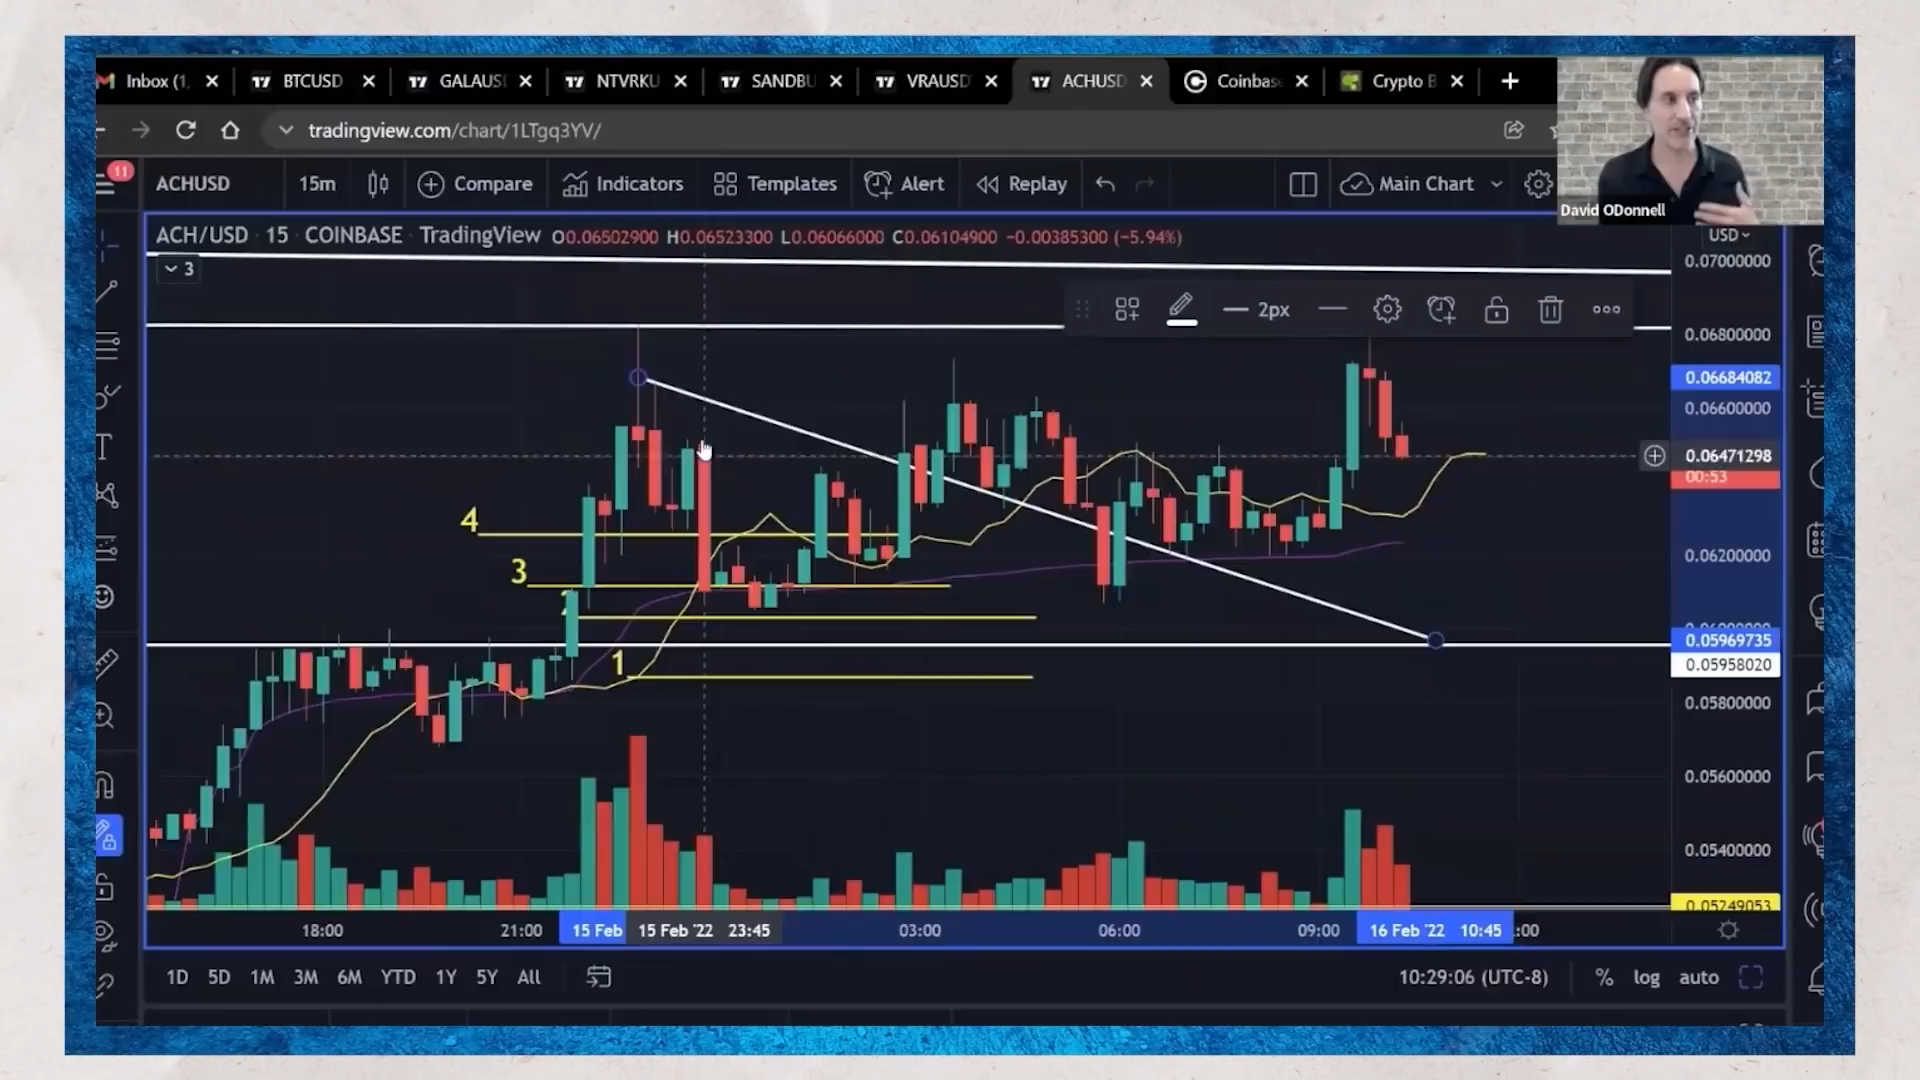 Inbox (1, BTCUSD GALAUS NTVRKU SANDBU VRAUSD ACHUSD Coinbas Crypto B
tradingview.com/chart/1LTgq3YV/
David ODonnell
11
ACHUSD 15m Compare Indicators Templates Alert Replay Main Chart
ACH/USD · 15 · COINBASE · TradingView O0.06502900 H0.06523300 L0.06066000 C0.06104900 −0.00385300 (−5.94%)
USD
3
0.07000000
2px
0.06800000
0.06684082
0.06600000
0.06471298
00:53
4
0.06200000
3
0.05969735
1
0.05958020
0.05800000
0.05600000
0.05400000
0.05249053
18:00 21:00 15 Feb 15 Feb '22 23:45 03:00 06:00 09:00 16 Feb '22 10:45 :00
1D 5D 1M 3M 6M YTD 1Y 5Y All 10:29:06 (UTC-8) % log auto